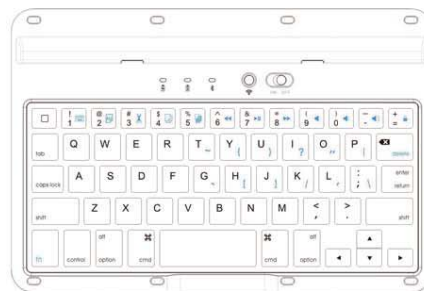 ON OFF
! 1 @ 2 # 3 $ 4 % 5 ^ 6 & 7 * 8 ( 9 ) 0 - + =
tab Q W E R T ~ Y { U } I ? O P | Delete
caps lock A S D F G H [ J ] K / L : ; \ enter return
shift Z X C V B N M < , > . shift
fn control alt option ⌘ cmd ⌘ cmd alt option